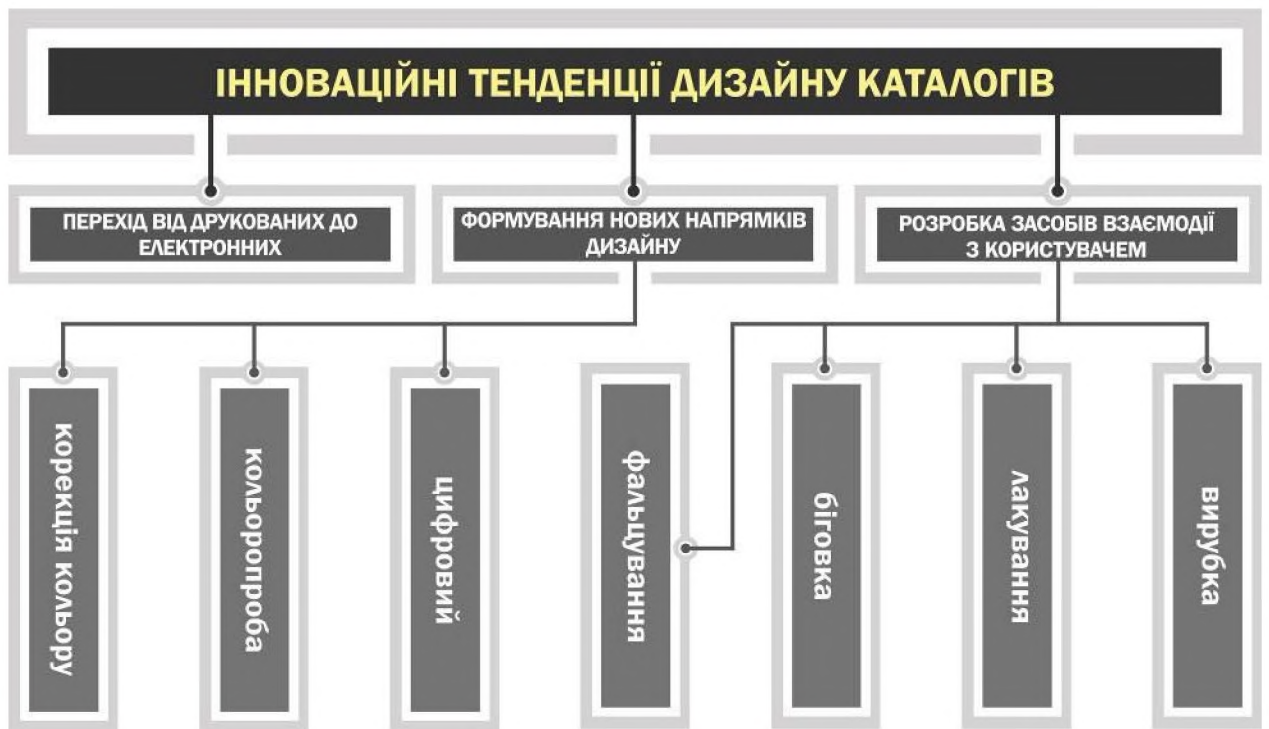 ІННОВАЦІЙНІ ТЕНДЕНЦІЇ ДИЗАЙНУ КАТАЛОГІВ
ПЕРЕХІД ВІД ДРУКОВАНИХ ДО
ЕЛЕКТРОННИХ
ФОРМУВАННЯ НОВИХ НАПРЯМКІВ
ДИЗАЙНУ
РОЗРОБКА ЗАСОБІВ ВЗАЄМОДІЇ
З КОРИСТУВАЧЕМ
корекція кольору
кольоропроба
цифровий
фальцування
біговка
лакування
вирубка